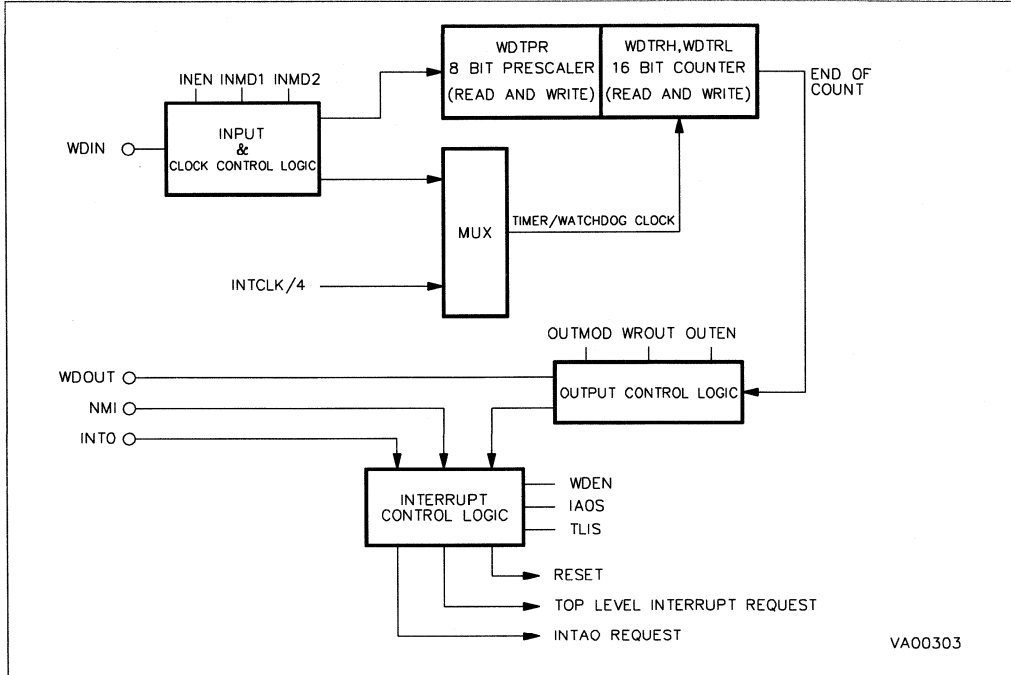 WDTPR
8 BIT PRESCALER
(READ AND WRITE)
WDTRH,WDTRL
16 BIT COUNTER
(READ AND WRITE)
END OF
COUNT
INEN INMD1 INMD2
INPUT
&
CLOCK CONTROL LOGIC
WDIN
MUX
TIMER/WATCHDOG CLOCK
INTCLK/4
OUTMOD WROUT OUTEN
OUTPUT CONTROL LOGIC
WDOUT
NMI
INT0
INTERRUPT
CONTROL LOGIC
WDEN
IA0S
TLIS
RESET
TOP LEVEL INTERRUPT REQUEST
INTA0 REQUEST
VA00303